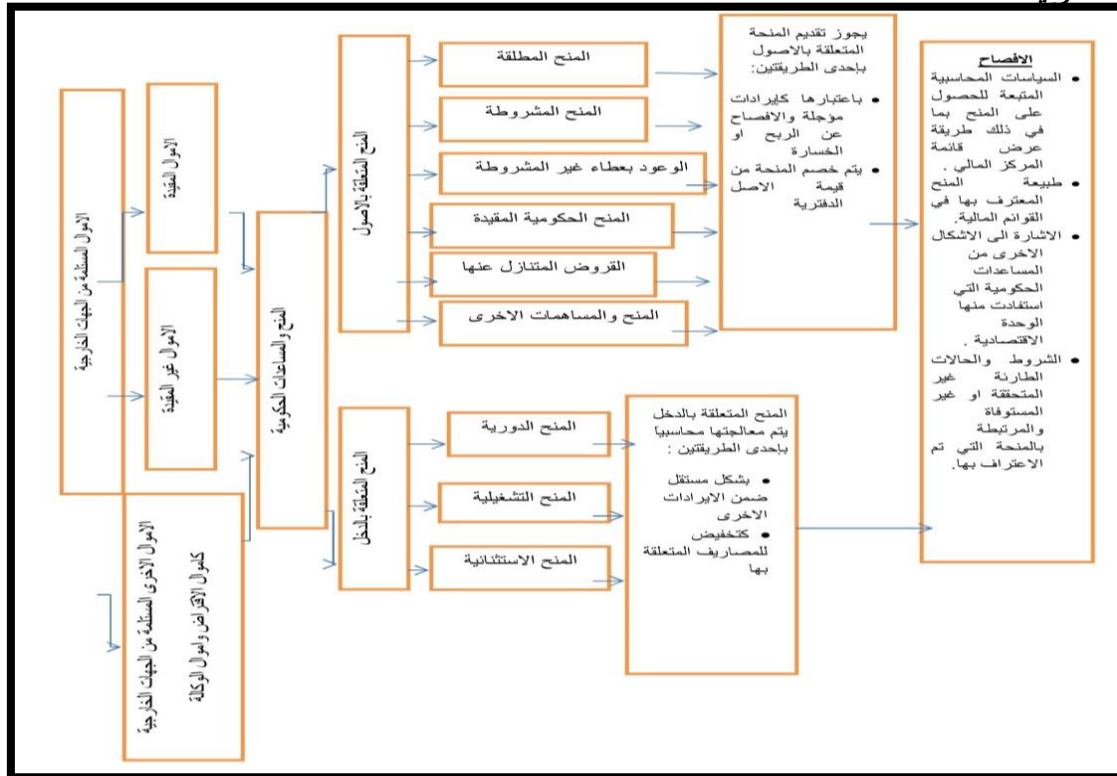 الاموال المستلمة من الجهات الخارجية
الاموال المقيدة
الاموال غير المقيدة
الاموال الاخرى المستلمة من الجهات الخارجية
كاموال الاقتراض واموال الوكالة
المنح والمساعدات الحكومية
المنح المتعلقة بالاصول
المنح المطلقة
المنح المشروطة
الوعود بعطاء غير المشروطة
المنح الحكومية المقيدة
القروض المتنازل عنها
المنح والمساهمات الاخرى
يجوز تقديم المنحة
المتعلقة بالاصول
بإحدى الطريقتين:
• باعتبارها كإيرادات
مؤجلة والافصاح
عن الربح او
الخسارة
• يتم خصم المنحة من
قيمة الاصل
الدفترية
المنح المتعلقة بالدخل
المنح الدورية
المنح التشغيلية
المنح الاستثنائية
المنح المتعلقة بالدخل
يتم معالجتها محاسبيا
بإحدى الطريقتين :
• بشكل مستقل
ضمن الايرادات
الاخرى
• كتخفيض
للمصاريف المتعلقة
بها
الافصاح
• السياسات المحاسبية
المتبعة للحصول
على المنح بما
في ذلك طريقة
عرض قائمة
المركز المالي .
• طبيعة المنح
المعترف بها في
القوائم المالية.
• الاشارة الى الاشكال
الاخرى من
المساعدات
الحكومية التي
استفادت منها
الوحدة
الاقتصادية .
• الشروط والحالات
الطارئة غير
المتحققة او غير
المستوفاة
والمرتبطة
بالمنحة التي تم
الاعتراف بها.